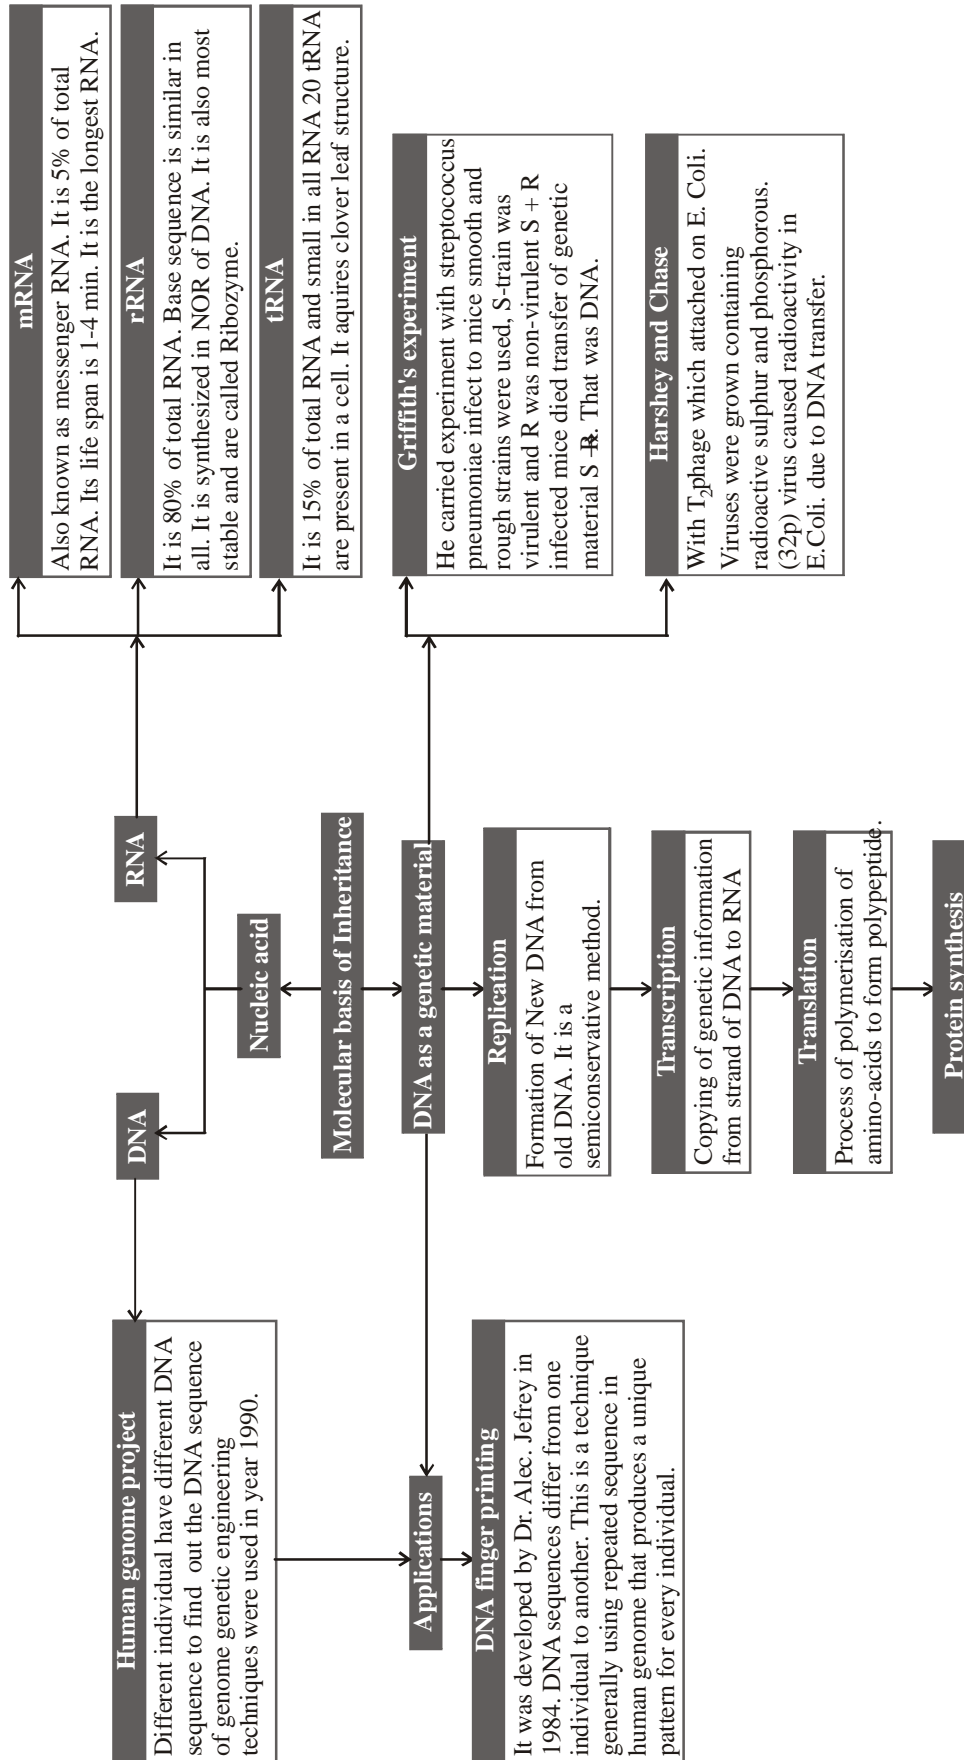 Human genome project
Different individual have different DNA
sequence to find out the DNA sequence
of genome genetic engineering
techniques were used in year 1990.
DNA
RNA
mRNA
Also known as messenger RNA. It is 5% of total
RNA. Its life span is 1-4 min. It is the longest RNA.
rRNA
It is 80% of total RNA. Base sequence is similar in
all. It is synthesized in NOR of DNA. It is also most
stable and are called Ribozyme.
tRNA
It is 15% of total RNA and small in all RNA 20 tRNA
are present in a cell. It aquires clover leaf structure.
Nucleic acid
Molecular basis of Inheritance
DNA as a genetic material
Applications
DNA finger printing
It was developed by Dr. Alec. Jefrey in
1984. DNA sequences differ from one
individual to another. This is a technique
generally using repeated sequence in
human genome that produces a unique
pattern for every individual.
Replication
Formation of New DNA from
old DNA. It is a
semiconservative method.
Transcription
Copying of genetic information
from strand of DNA to RNA
Translation
Process of polymerisation of
amino-acids to form polypeptide.
Protein synthesis
Griffith's experiment
He carried experiment with streptococcus
pneumoniae infect to mice smooth and
rough strains were used, S-train was
virulent and R was non-virulent S + R
infected mice died transfer of genetic
material S R. That was DNA.
Harshey and Chase
With T₂phage which attached on E. Coli.
Viruses were grown containing
radioactive sulphur and phosphorous.
(32p) virus caused radioactivity in
E.Coli. due to DNA transfer.